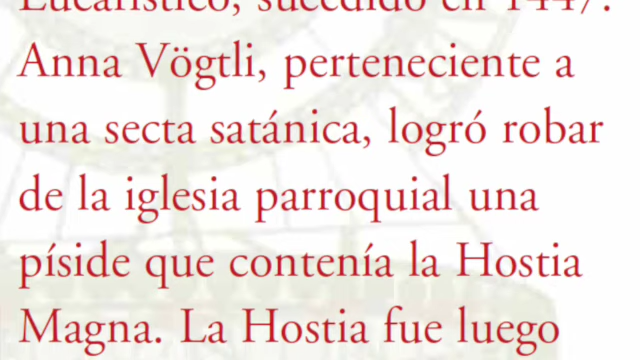 Eucarístico, sucedido en 1447.
Anna Vögtli, perteneciente a
una secta satánica, logró robar
de la iglesia parroquial una
píside que contenía la Hostia
Magna. La Hostia fue luego